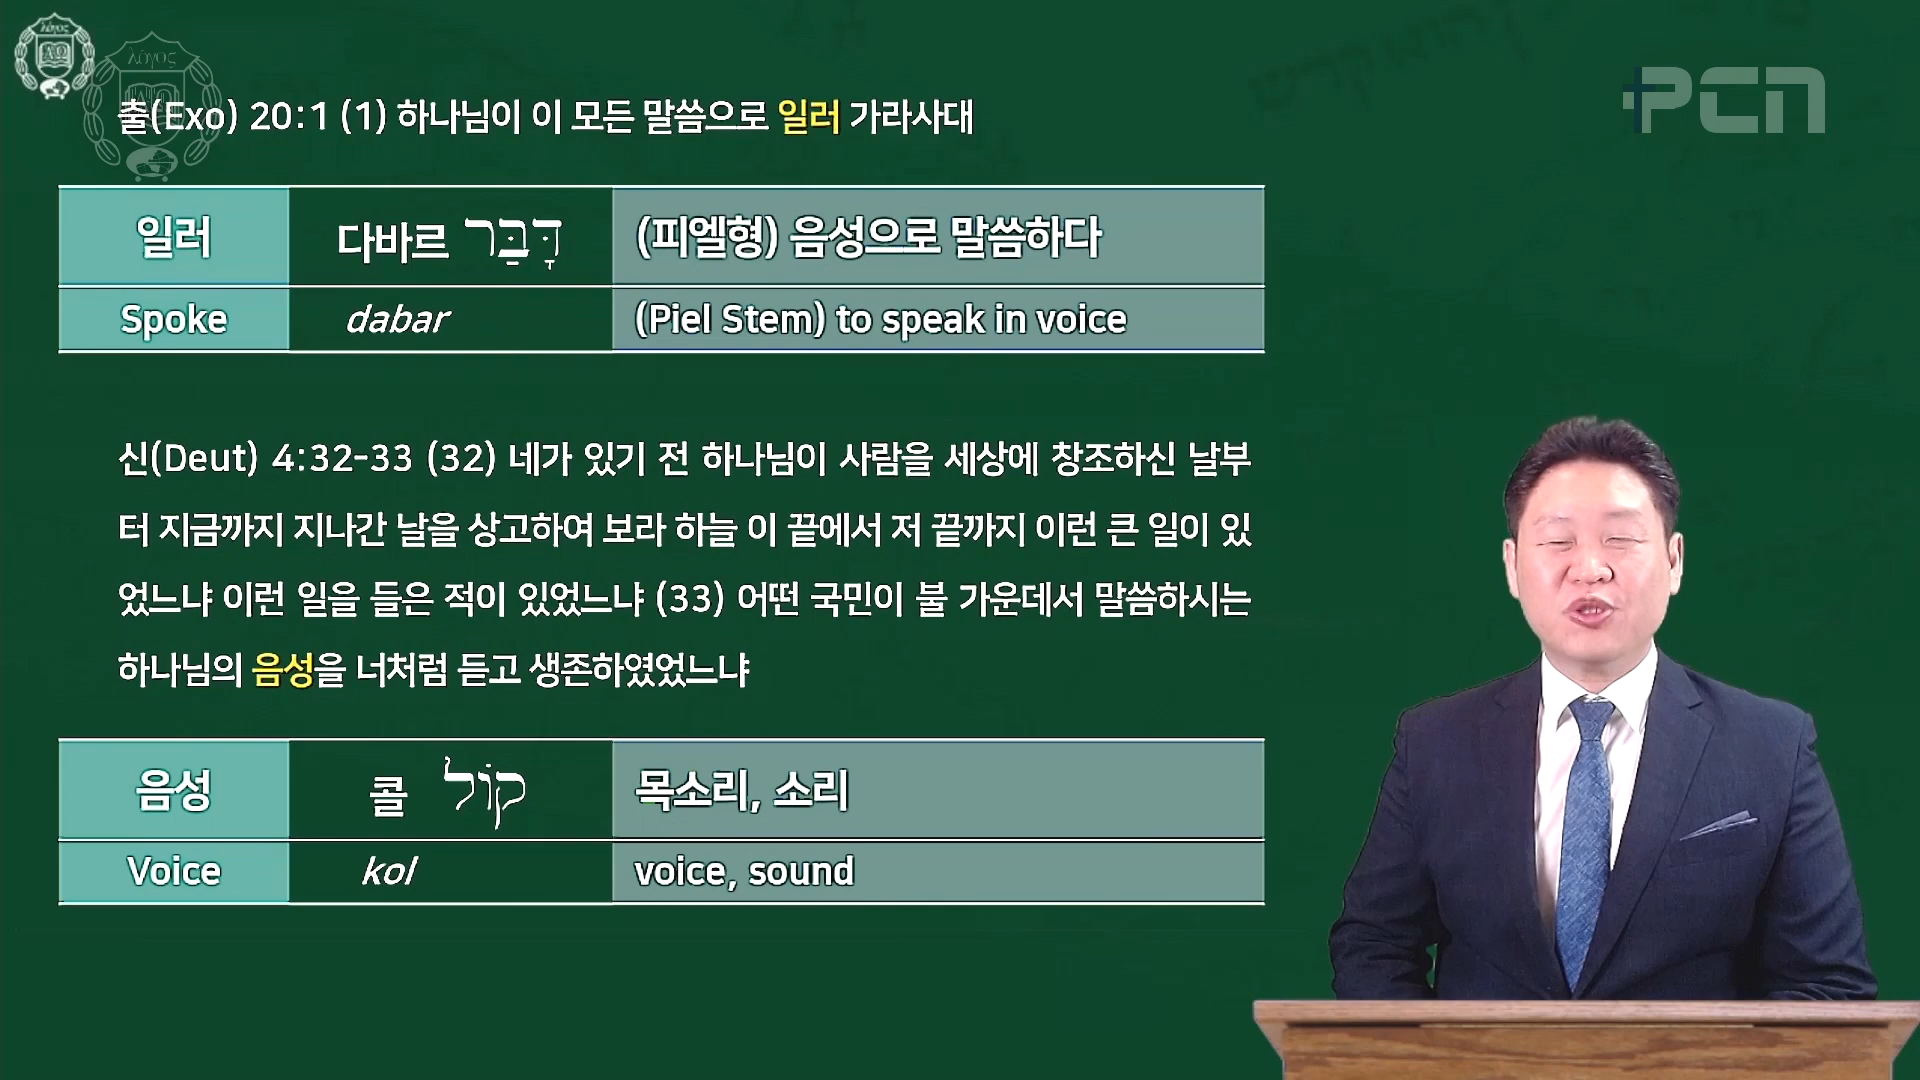 λόγος
ΑΩ
λόγος
PCN
출(Exo) 20:1 (1) 하나님이 이 모든 말씀으로 일러 가라사대
일러 다바르 דָּבַּר (피엘형) 음성으로 말씀하다
Spoke dabar (Piel Stem) to speak in voice
신(Deut) 4:32-33 (32) 네가 있기 전 하나님이 사람을 세상에 창조하신 날부
터 지금까지 지나간 날을 상고하여 보라 하늘 이 끝에서 저 끝까지 이런 큰 일이 있
었느냐 이런 일을 들은 적이 있었느냐 (33) 어떤 국민이 불 가운데서 말씀하시는
하나님의 음성을 너처럼 듣고 생존하였었느냐
음성 콜 קוֹל 목소리, 소리
Voice kol voice, sound